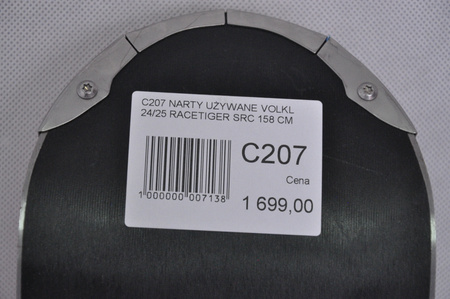 C207 NARTY UŻYWANE VOLKL
24/25 RACETIGER SRC 158 CM
C207
Cena
1 000000 007138
1 699,00